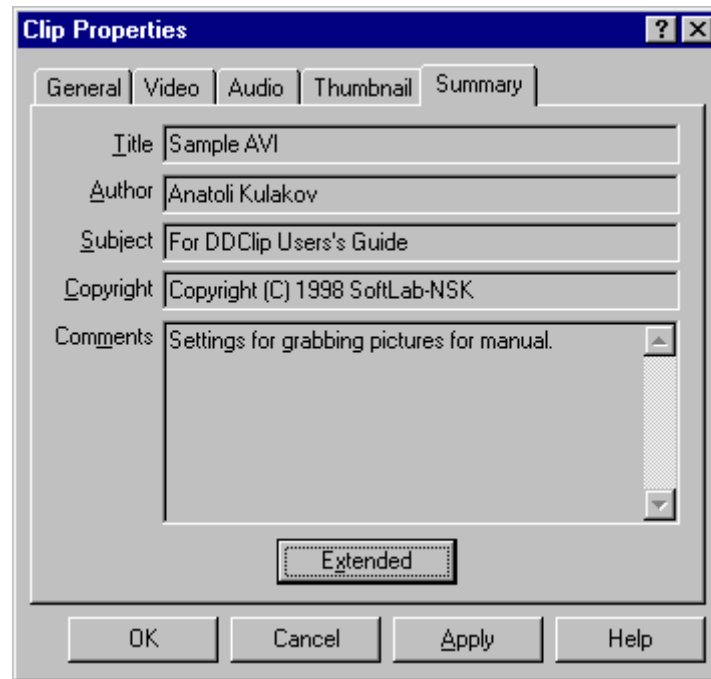 Clip Properties
General Video Audio Thumbnail Summary
Title Sample AVI
Author Anatoli Kulakov
Subject For DDClip Users's Guide
Copyright Copyright (C) 1998 SoftLab-NSK
Comments Settings for grabbing pictures for manual.
Extended
OK Cancel Apply Help